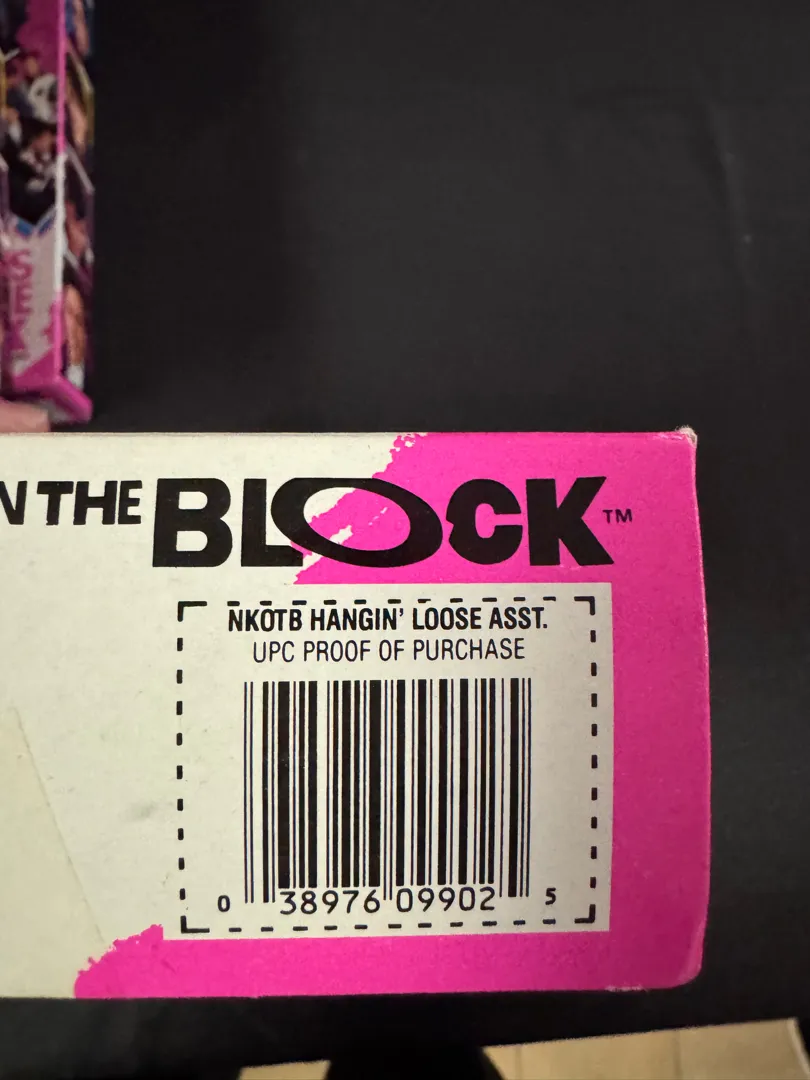 N THE BLOCK™
NKOTB HANGIN' LOOSE ASST.
UPC PROOF OF PURCHASE
0 38976 09902 5